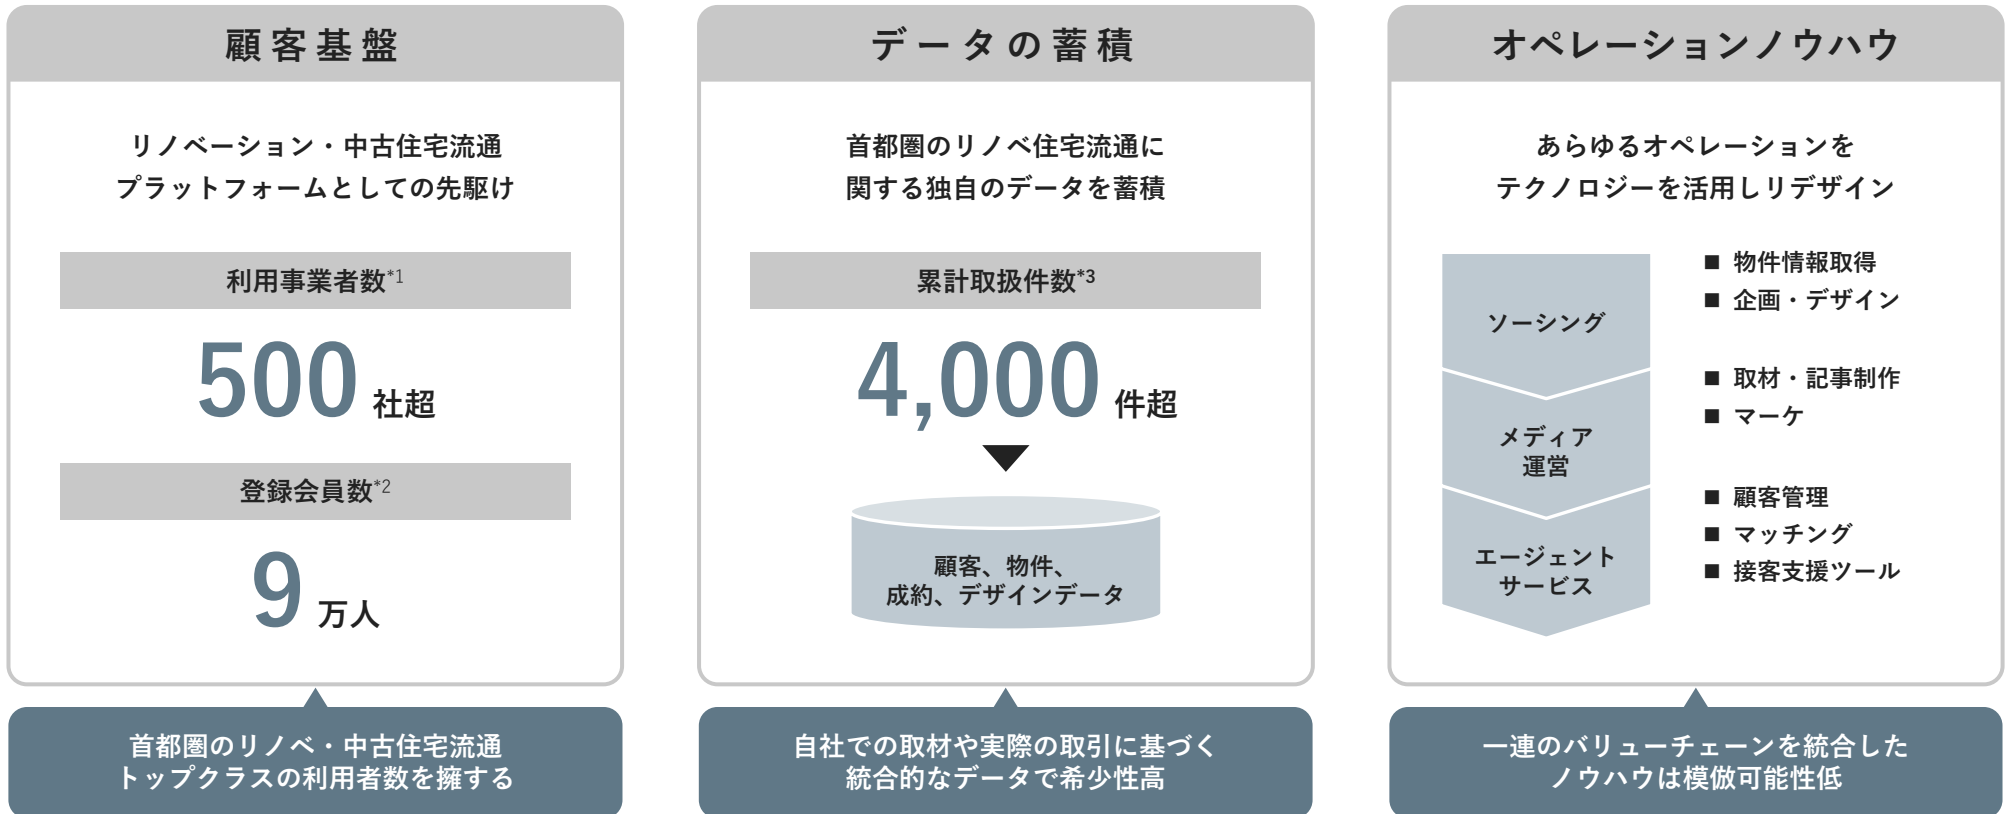 顧客基盤
リノベーション・中古住宅流通
プラットフォームとしての先駆け
利用事業者数*1
500 社超
登録会員数*2
9 万人
首都圏のリノベ・中古住宅流通
トップクラスの利用者数を擁する
データの蓄積
首都圏のリノベ住宅流通に
関する独自のデータを蓄積
累計取扱件数*3
4,000 件超
顧客、物件、
成約、デザインデータ
自社での取材や実際の取引に基づく
統合的なデータで希少性高
オペレーションノウハウ
あらゆるオペレーションを
テクノロジーを活用しリデザイン
ソーシング
■ 物件情報取得
■ 企画・デザイン
メディア
運営
■ 取材・記事制作
■ マーケ
エージェント
サービス
■ 顧客管理
■ マッチング
■ 接客支援ツール
一連のバリューチェーンを統合した
ノウハウは模倣可能性低